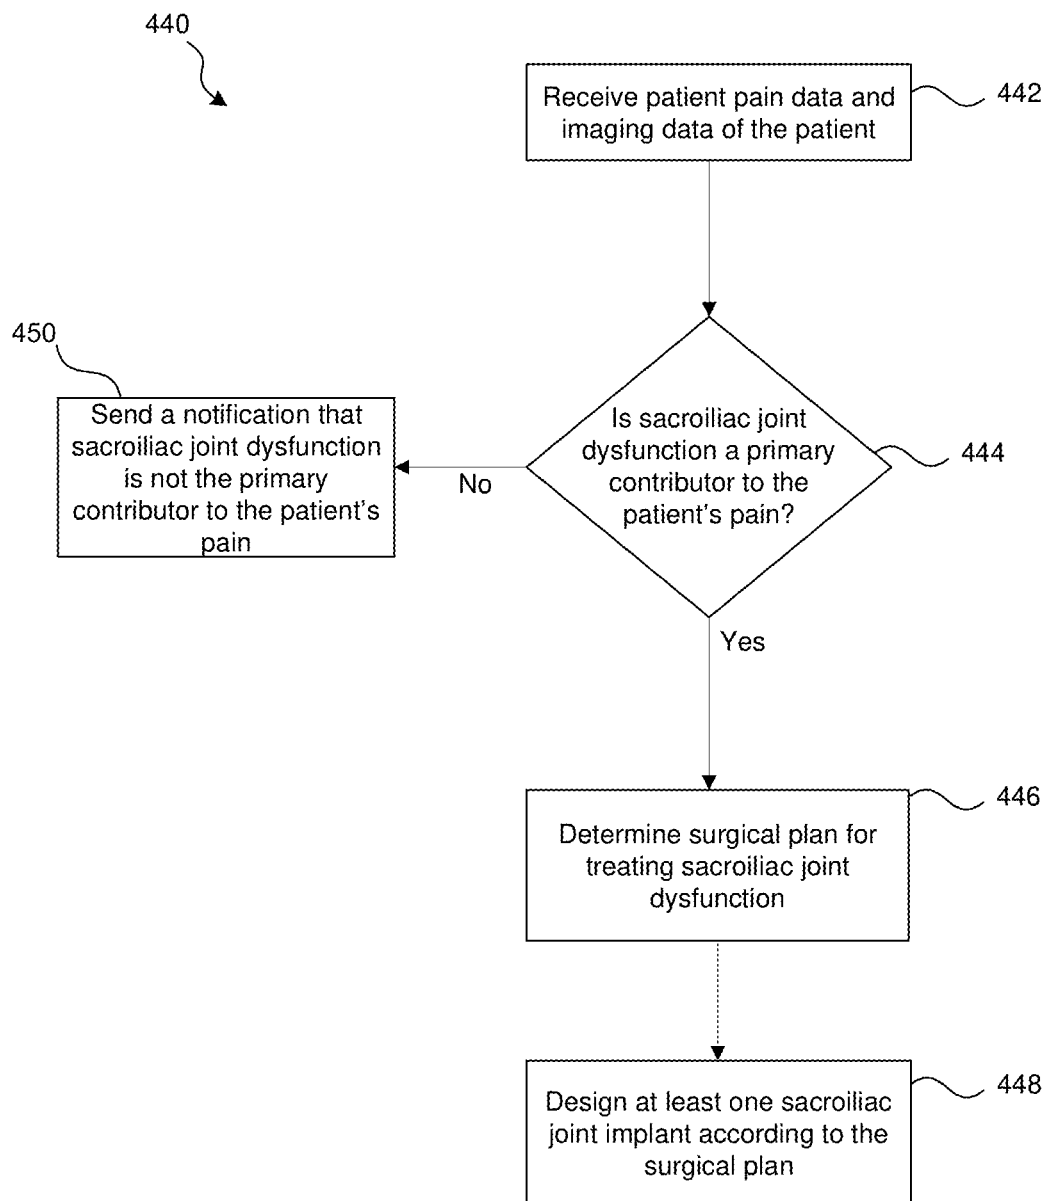 440
Receive patient pain data and
imaging data of the patient
442
450
Send a notification that
sacroiliac joint dysfunction
is not the primary
contributor to the patient's
pain
No
Is sacroiliac joint
dysfunction a primary
contributor to the
patient's pain?
444
Yes
446
Determine surgical plan for
treating sacroiliac joint
dysfunction
448
Design at least one sacroiliac
joint implant according to the
surgical plan